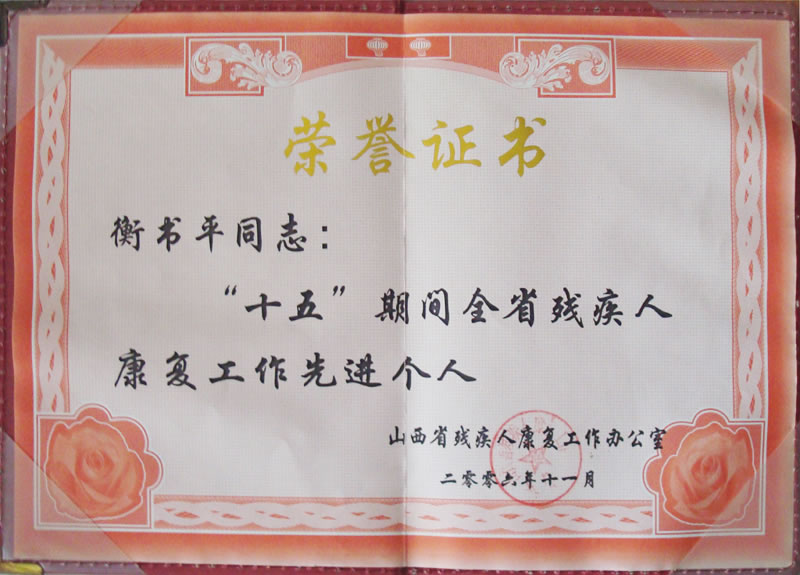 荣誉证书
衡书平同志：
“十五”期间全省残疾人
康复工作先进个人
山西省残疾人康复工作办公室
二零零六年十一月